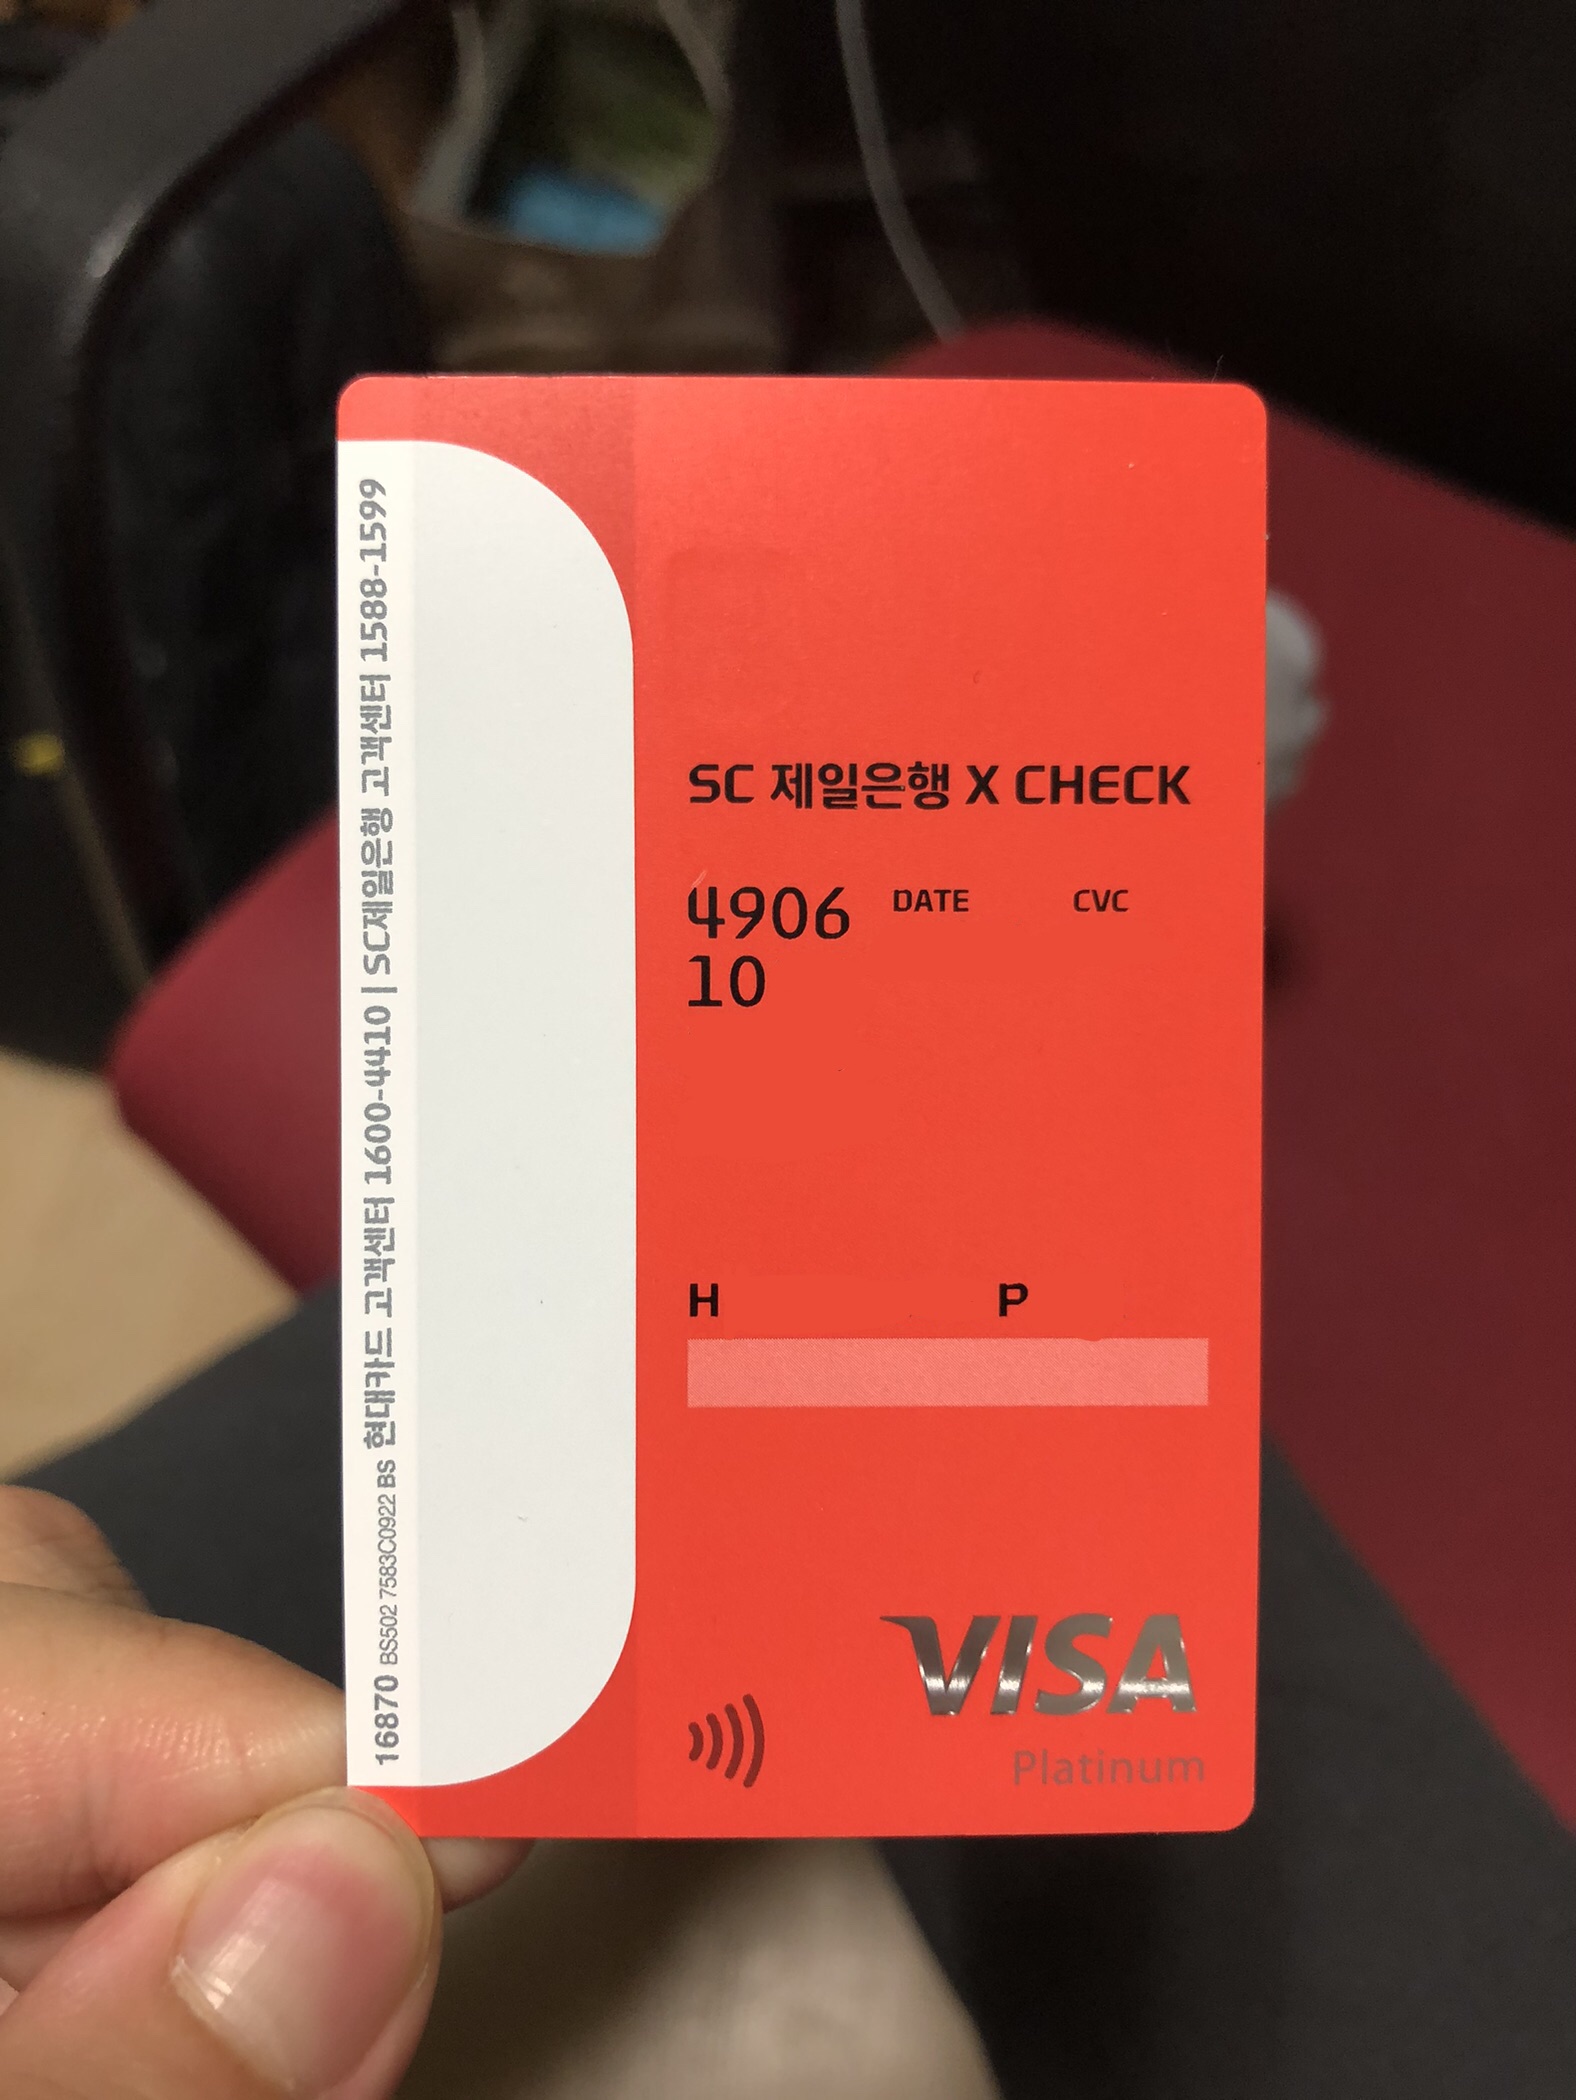 SC 제일은행 X CHECK
4906 DATE CVC
10
H P
VISA
Platinum
16870 BS502 7583C0922 BS 현대카드 고객센터 1600-4410 | SC제일은행 고객센터 1588-1599